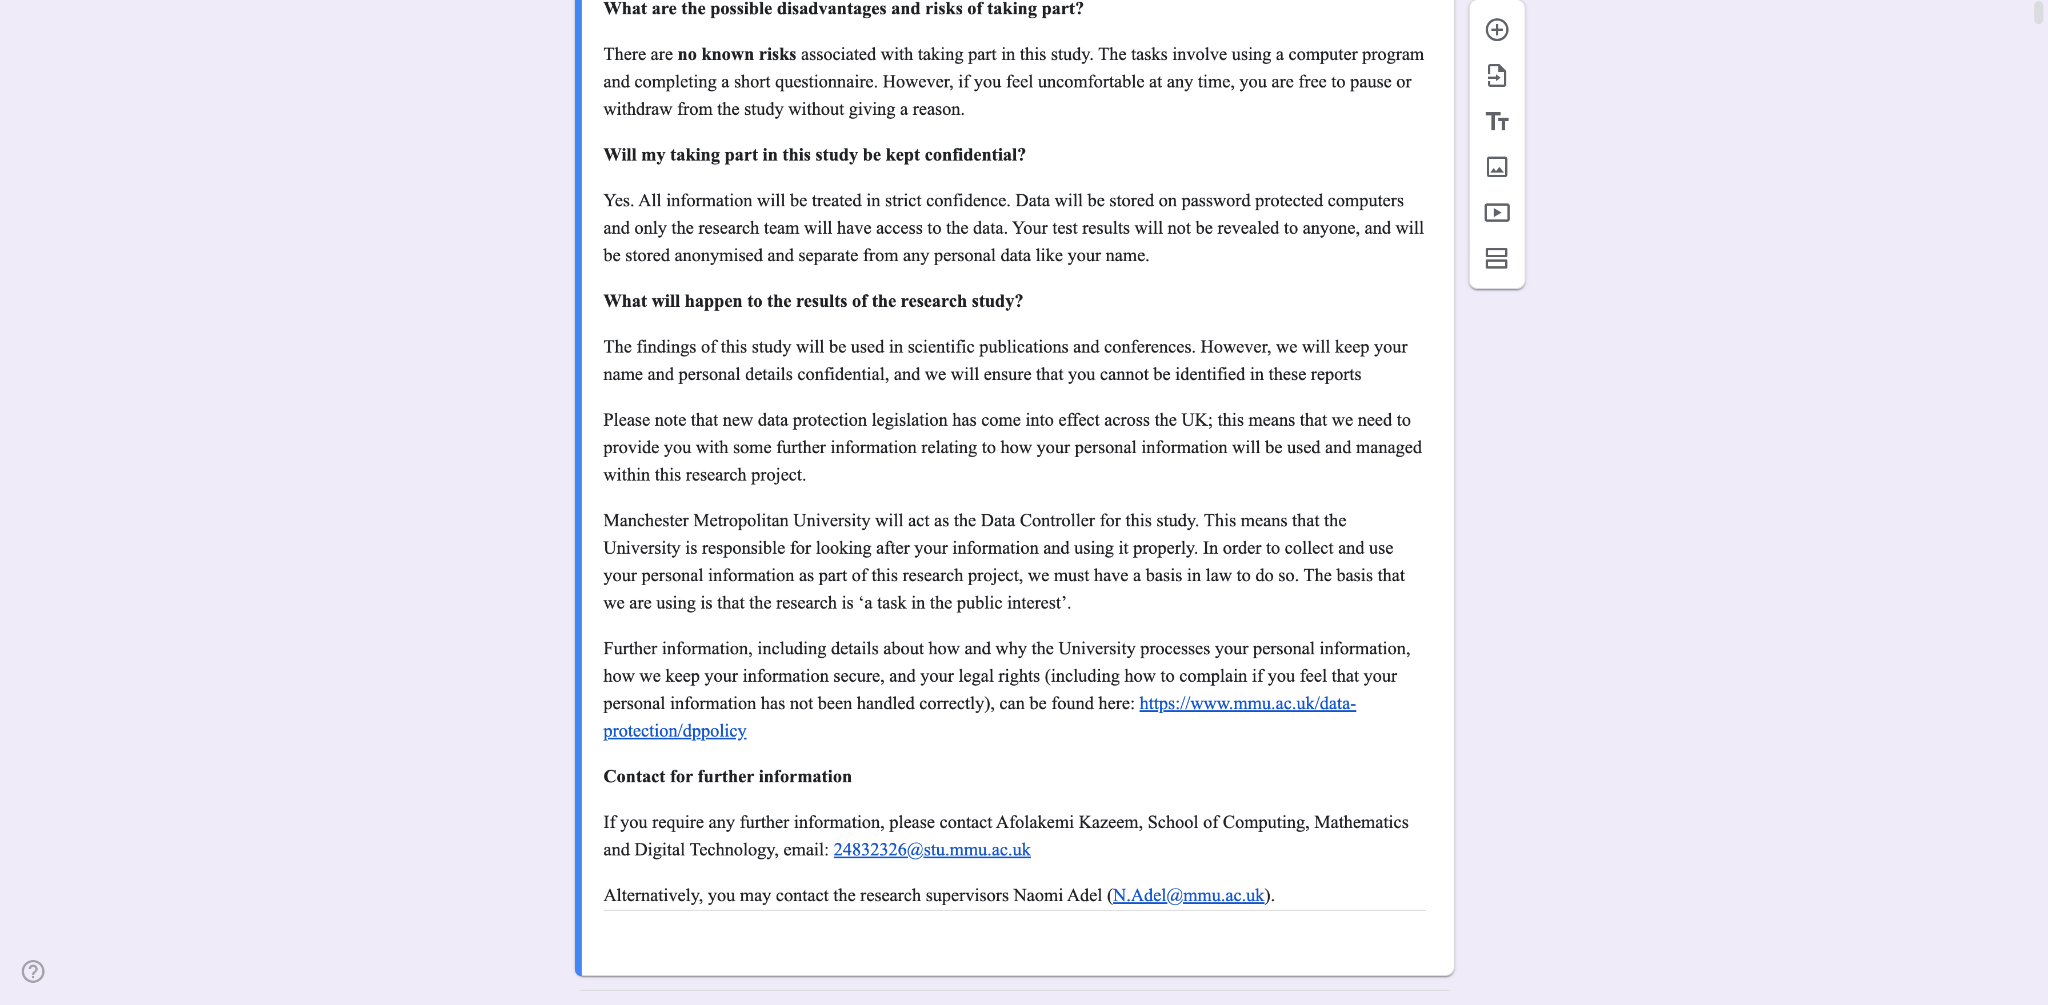 What are the possible disadvantages and risks of taking part?
There are no known risks associated with taking part in this study. The tasks involve using a computer program
and completing a short questionnaire. However, if you feel uncomfortable at any time, you are free to pause or
withdraw from the study without giving a reason.
Will my taking part in this study be kept confidential?
Yes. All information will be treated in strict confidence. Data will be stored on password protected computers
and only the research team will have access to the data. Your test results will not be revealed to anyone, and will
be stored anonymised and separate from any personal data like your name.
What will happen to the results of the research study?
The findings of this study will be used in scientific publications and conferences. However, we will keep your
name and personal details confidential, and we will ensure that you cannot be identified in these reports
Please note that new data protection legislation has come into effect across the UK; this means that we need to
provide you with some further information relating to how your personal information will be used and managed
within this research project.
Manchester Metropolitan University will act as the Data Controller for this study. This means that the
University is responsible for looking after your information and using it properly. In order to collect and use
your personal information as part of this research project, we must have a basis in law to do so. The basis that
we are using is that the research is ‘a task in the public interest’.
Further information, including details about how and why the University processes your personal information,
how we keep your information secure, and your legal rights (including how to complain if you feel that your
personal information has not been handled correctly), can be found here: https://www.mmu.ac.uk/data-
protection/dppolicy
Contact for further information
If you require any further information, please contact Afolakemi Kazeem, School of Computing, Mathematics
and Digital Technology, email: 24832326@stu.mmu.ac.uk
Alternatively, you may contact the research supervisors Naomi Adel (N.Adel@mmu.ac.uk).